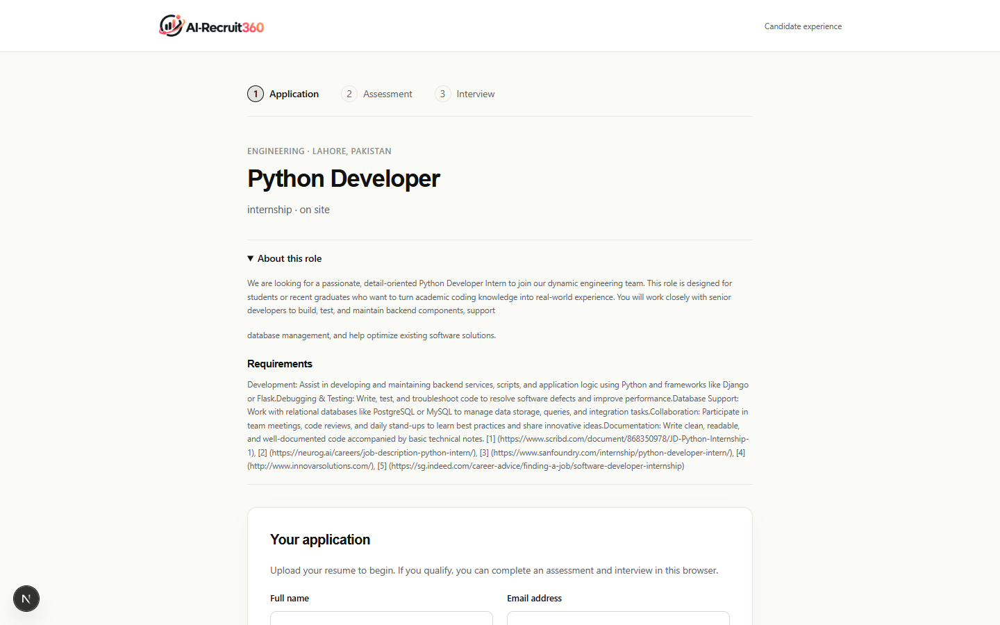 AI-Recruit360
Candidate experience
1 Application 2 Assessment 3 Interview
ENGINEERING · LAHORE, PAKISTAN
Python Developer
internship · on site
▼ About this role
We are looking for a passionate, detail-oriented Python Developer Intern to join our dynamic engineering team. This role is designed for
students or recent graduates who want to turn academic coding knowledge into real-world experience. You will work closely with senior
developers to build, test, and maintain backend components, support
database management, and help optimize existing software solutions.
Requirements
Development: Assist in developing and maintaining backend services, scripts, and application logic using Python and frameworks like Django
or Flask.Debugging & Testing: Write, test, and troubleshoot code to resolve software defects and improve performance.Database Support:
Work with relational databases like PostgreSQL or MySQL to manage data storage, queries, and integration tasks.Collaboration: Participate in
team meetings, code reviews, and daily stand-ups to learn best practices and share innovative ideas.Documentation: Write clean, readable,
and well-documented code accompanied by basic technical notes. [1] (https://www.scribd.com/document/868350978/JD-Python-Internship-
1), [2] (https://neurog.ai/careers/job-description-python-intern/), [3] (https://www.sanfoundry.com/internship/python-developer-intern/), [4]
(http://www.innovarsolutions.com/), [5] (https://sg.indeed.com/career-advice/finding-a-job/software-developer-internship)
Your application
Upload your resume to begin. If you qualify, you can complete an assessment and interview in this browser.
Full name
Email address
N